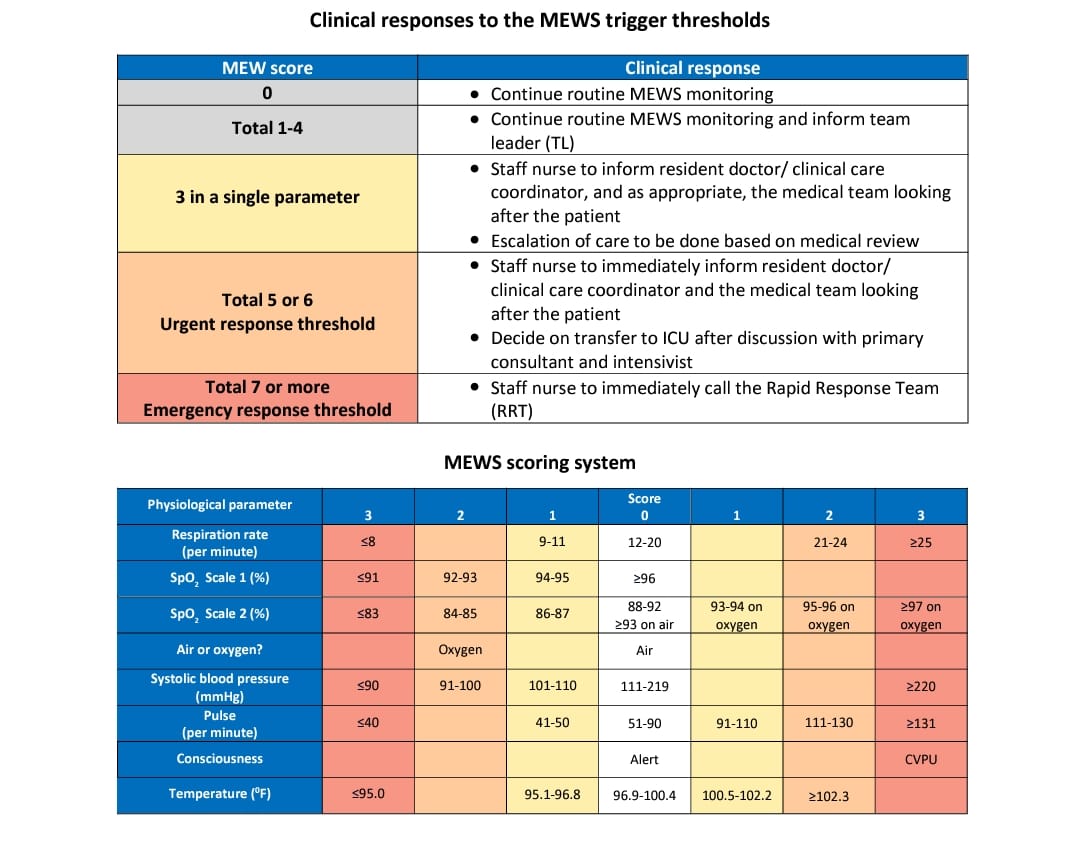 Clinical responses to the MEWS trigger thresholds
MEW score Clinical response
0
● Continue routine MEWS monitoring
Total 1-4
● Continue routine MEWS monitoring and inform team
leader (TL)
3 in a single parameter
● Staff nurse to inform resident doctor/ clinical care
coordinator, and as appropriate, the medical team looking
after the patient
● Escalation of care to be done based on medical review
Total 5 or 6
Urgent response threshold
● Staff nurse to immediately inform resident doctor/
clinical care coordinator and the medical team looking
after the patient
● Decide on transfer to ICU after discussion with primary
consultant and intensivist
Total 7 or more
Emergency response threshold
● Staff nurse to immediately call the Rapid Response Team
(RRT)
MEWS scoring system
Physiological parameter
Score
3 2 1 0 1 2 3
Respiration rate
(per minute)
≤8 9-11 12-20 21-24 ≥25
SpO₂ Scale 1 (%) ≤91 92-93 94-95 ≥96
SpO₂ Scale 2 (%) ≤83 84-85 86-87
88-92
≥93 on air
93-94 on
oxygen
95-96 on
oxygen
≥97 on
oxygen
Air or oxygen? Oxygen Air
Systolic blood pressure
(mmHg)
≤90 91-100 101-110 111-219 ≥220
Pulse
(per minute)
≤40 41-50 51-90 91-110 111-130 ≥131
Consciousness Alert CVPU
Temperature (⁰F) ≤95.0 95.1-96.8 96.9-100.4 100.5-102.2 ≥102.3